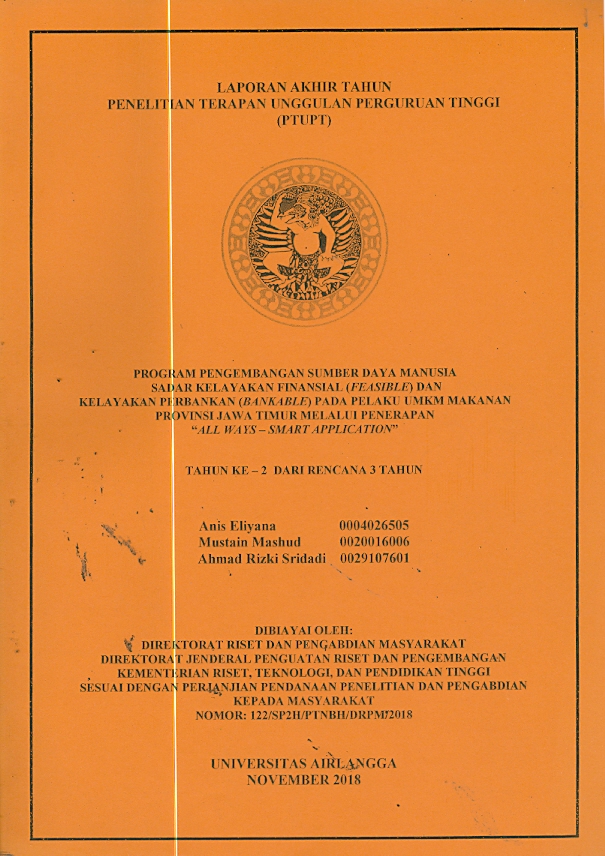 LAPORAN AKHIR TAHUN
PENELITIAN TERAPAN UNGGULAN PERGURUAN TINGGI
(PTUPT)
PROGRAM PENGEMBANGAN SUMBER DAYA MANUSIA
SADAR KELAYAKAN FINANSIAL (FEASIBLE) DAN
KELAYAKAN PERBANKAN (BANKABLE) PADA PELAKU UMKM MAKANAN
PROVINSI JAWA TIMUR MELALUI PENERAPAN
“ALL WAYS – SMART APPLICATION”
TAHUN KE – 2 DARI RENCANA 3 TAHUN
Anis Eliyana 0004026505
Mustain Mashud 0020016006
Ahmad Rizki Sridadi 0029107601
DIBIAYAI OLEH:
DIREKTORAT RISET DAN PENGABDIAN MASYARAKAT
DIREKTORAT JENDERAL PENGUATAN RISET DAN PENGEMBANGAN
KEMENTERIAN RISET, TEKNOLOGI, DAN PENDIDIKAN TINGGI
SESUAI DENGAN PERJANJIAN PENDANAAN PENELITIAN DAN PENGABDIAN
KEPADA MASYARAKAT
NOMOR: 122/SP2H/PTNBH/DRPM/2018
UNIVERSITAS AIRLANGGA
NOVEMBER 2018